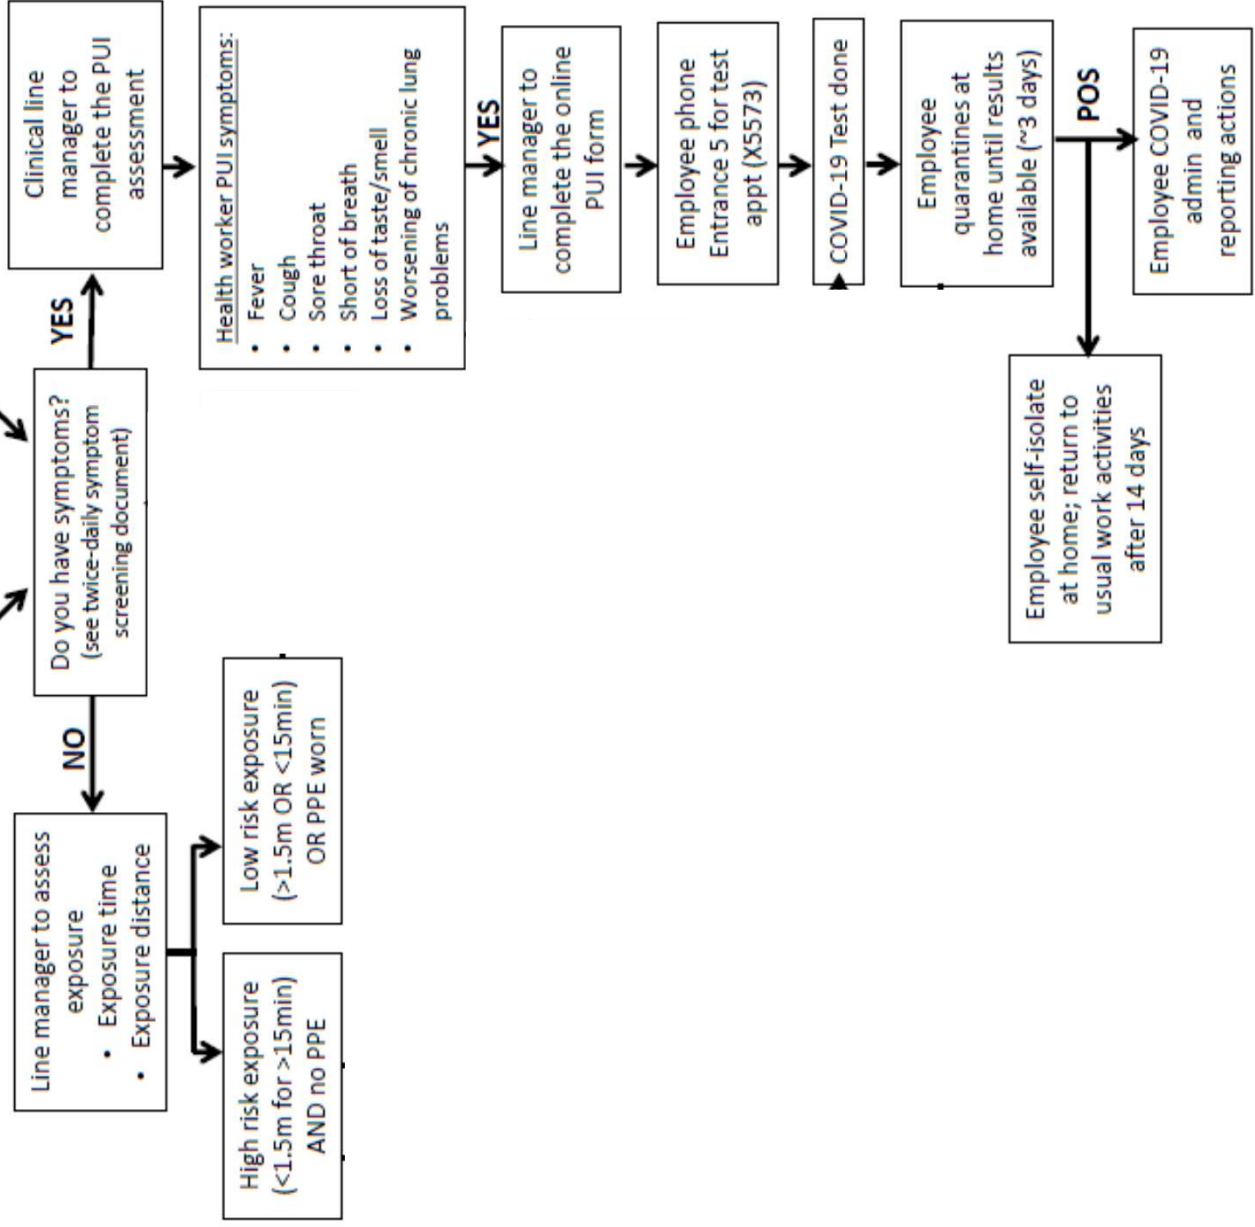 Line manager to assess
exposure
• Exposure time
• Exposure distance
NO
Do you have symptoms?
(see twice-daily symptom
screening document)
YES
Clinical line
manager to
complete the PUI
assessment
High risk exposure
(<1.5m for >15min)
AND no PPE
Low risk exposure
(>1.5m OR <15min)
OR PPE worn
Health worker PUI symptoms:
• Fever
• Cough
• Sore throat
• Short of breath
• Loss of taste/smell
• Worsening of chronic lung
problems
YES
Line manager to
complete the online
PUI form
Employee phone
Entrance 5 for test
appt (X5573)
COVID-19 Test done
Employee
quarantines at
home until results
available (~3 days)
POS
Employee self-isolate
at home; return to
usual work activities
after 14 days
Employee COVID-19
admin and
reporting actions